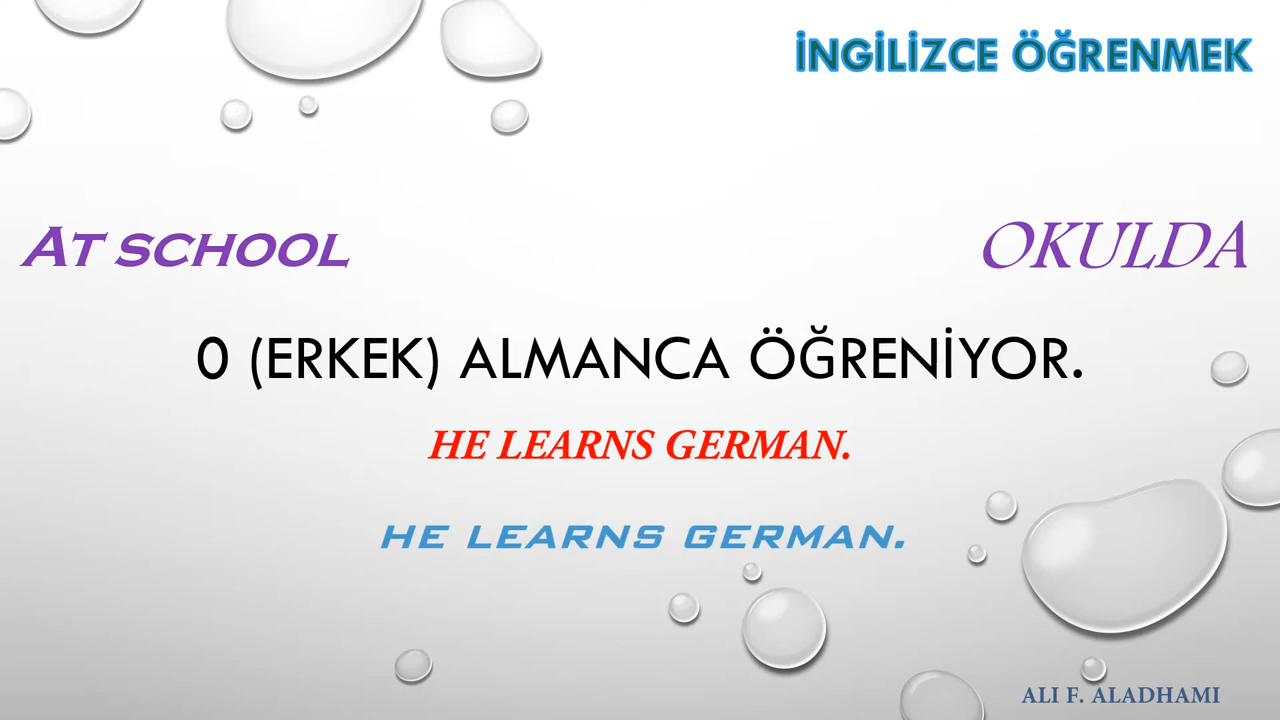 İNGİLİZCE ÖĞRENMEK
AT SCHOOL
OKULDA
0 (ERKEK) ALMANCA ÖĞRENİYOR.
HE LEARNS GERMAN.
HE LEARNS GERMAN.
ALI F. ALADHAMI